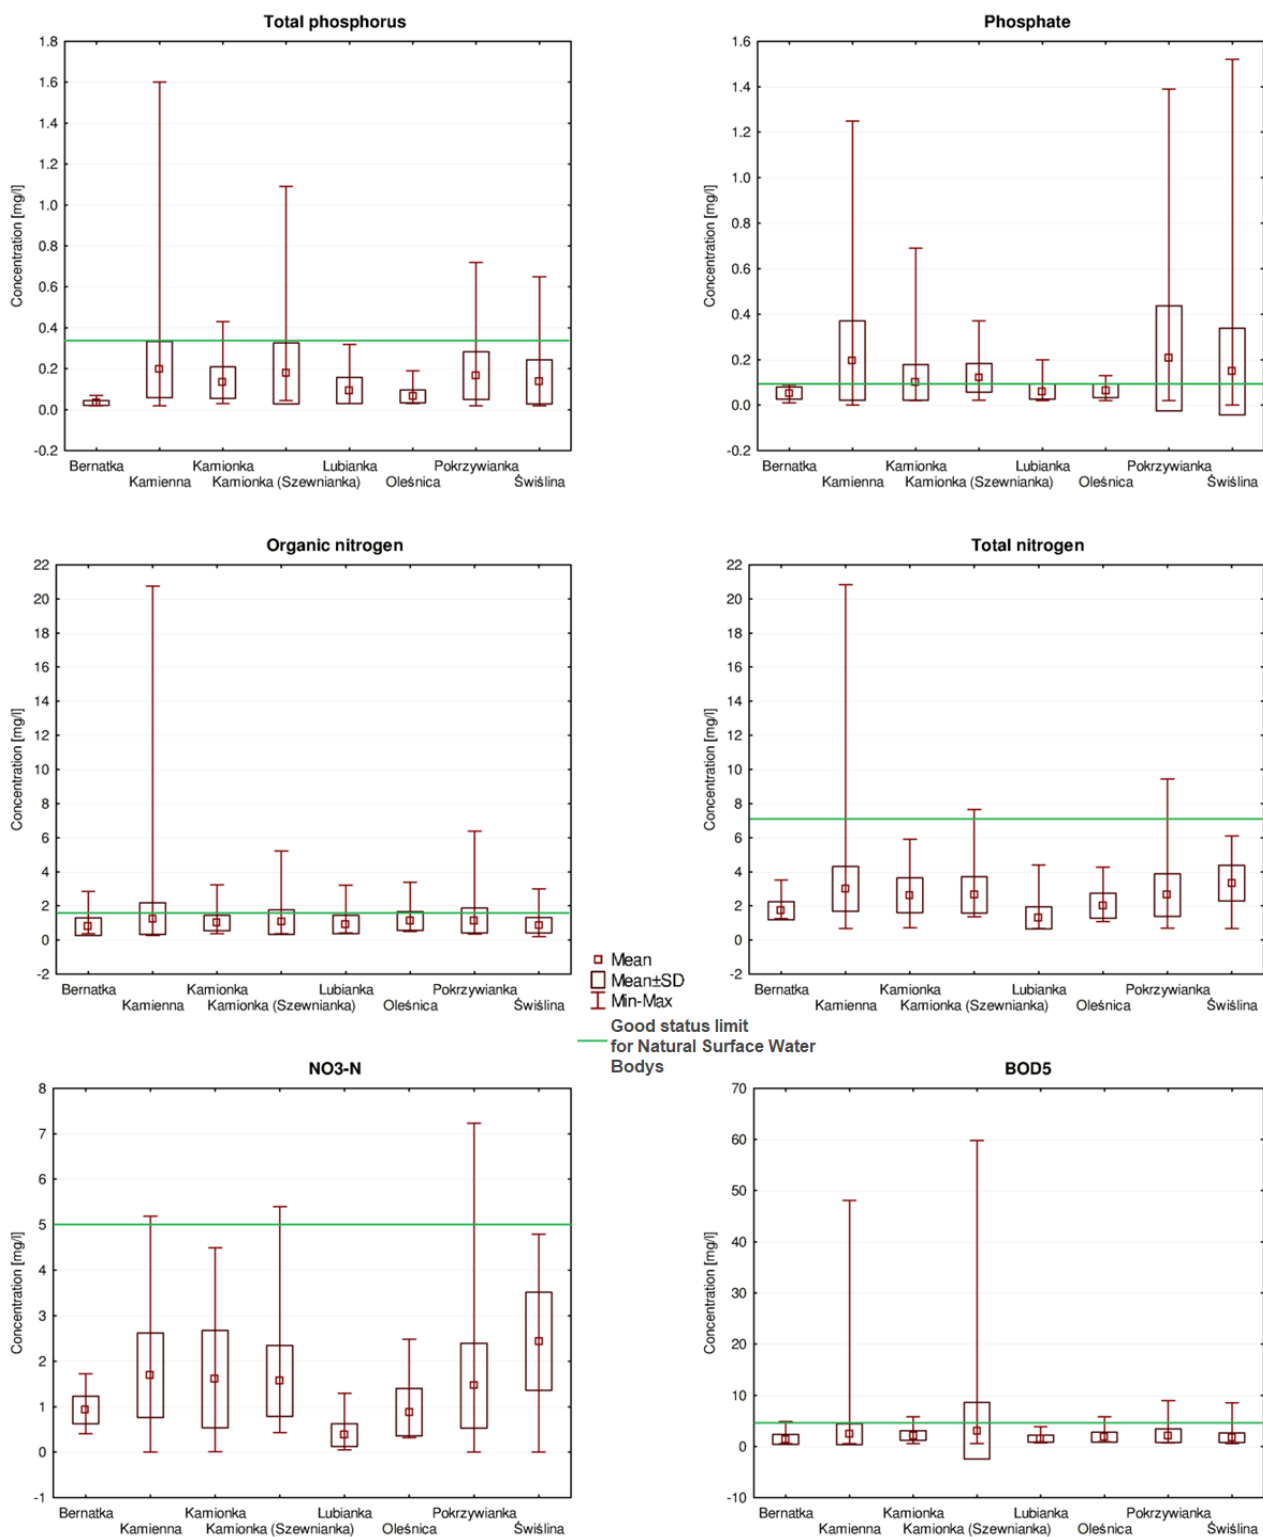 Total phosphorus
Concentration [mg/l]
1.8
1.6
1.4
1.2
1.0
0.8
0.6
0.4
0.2
0.0
-0.2
Bernatka
Kamienna
Kamionka
Kamionka (Szewnianka)
Lubianka
Oleśnica
Pokrzywianka
Świślina
Phosphate
Concentration [mg/l]
1.6
1.4
1.2
1.0
0.8
0.6
0.4
0.2
0.0
-0.2
Bernatka
Kamienna
Kamionka
Kamionka (Szewnianka)
Lubianka
Oleśnica
Pokrzywianka
Świślina
Organic nitrogen
Concentration [mg/l]
22
20
18
16
14
12
10
8
6
4
2
0
-2
Bernatka
Kamienna
Kamionka
Kamionka (Szewnianka)
Lubianka
Oleśnica
Pokrzywianka
Świślina
Total nitrogen
Concentration [mg/l]
22
20
18
16
14
12
10
8
6
4
2
0
-2
Bernatka
Kamienna
Kamionka
Kamionka (Szewnianka)
Lubianka
Oleśnica
Pokrzywianka
Świślina
Mean
Mean±SD
Min-Max
Good status limit
for Natural Surface Water
Bodys
NO3-N
Concentration [mg/l]
8
7
6
5
4
3
2
1
0
-1
Bernatka
Kamienna
Kamionka
Kamionka (Szewnianka)
Lubianka
Oleśnica
Pokrzywianka
Świślina
BOD5
Concentration [mg/l]
70
60
50
40
30
20
10
0
-10
Bernatka
Kamienna
Kamionka
Kamionka (Szewnianka)
Lubianka
Oleśnica
Pokrzywianka
Świślina